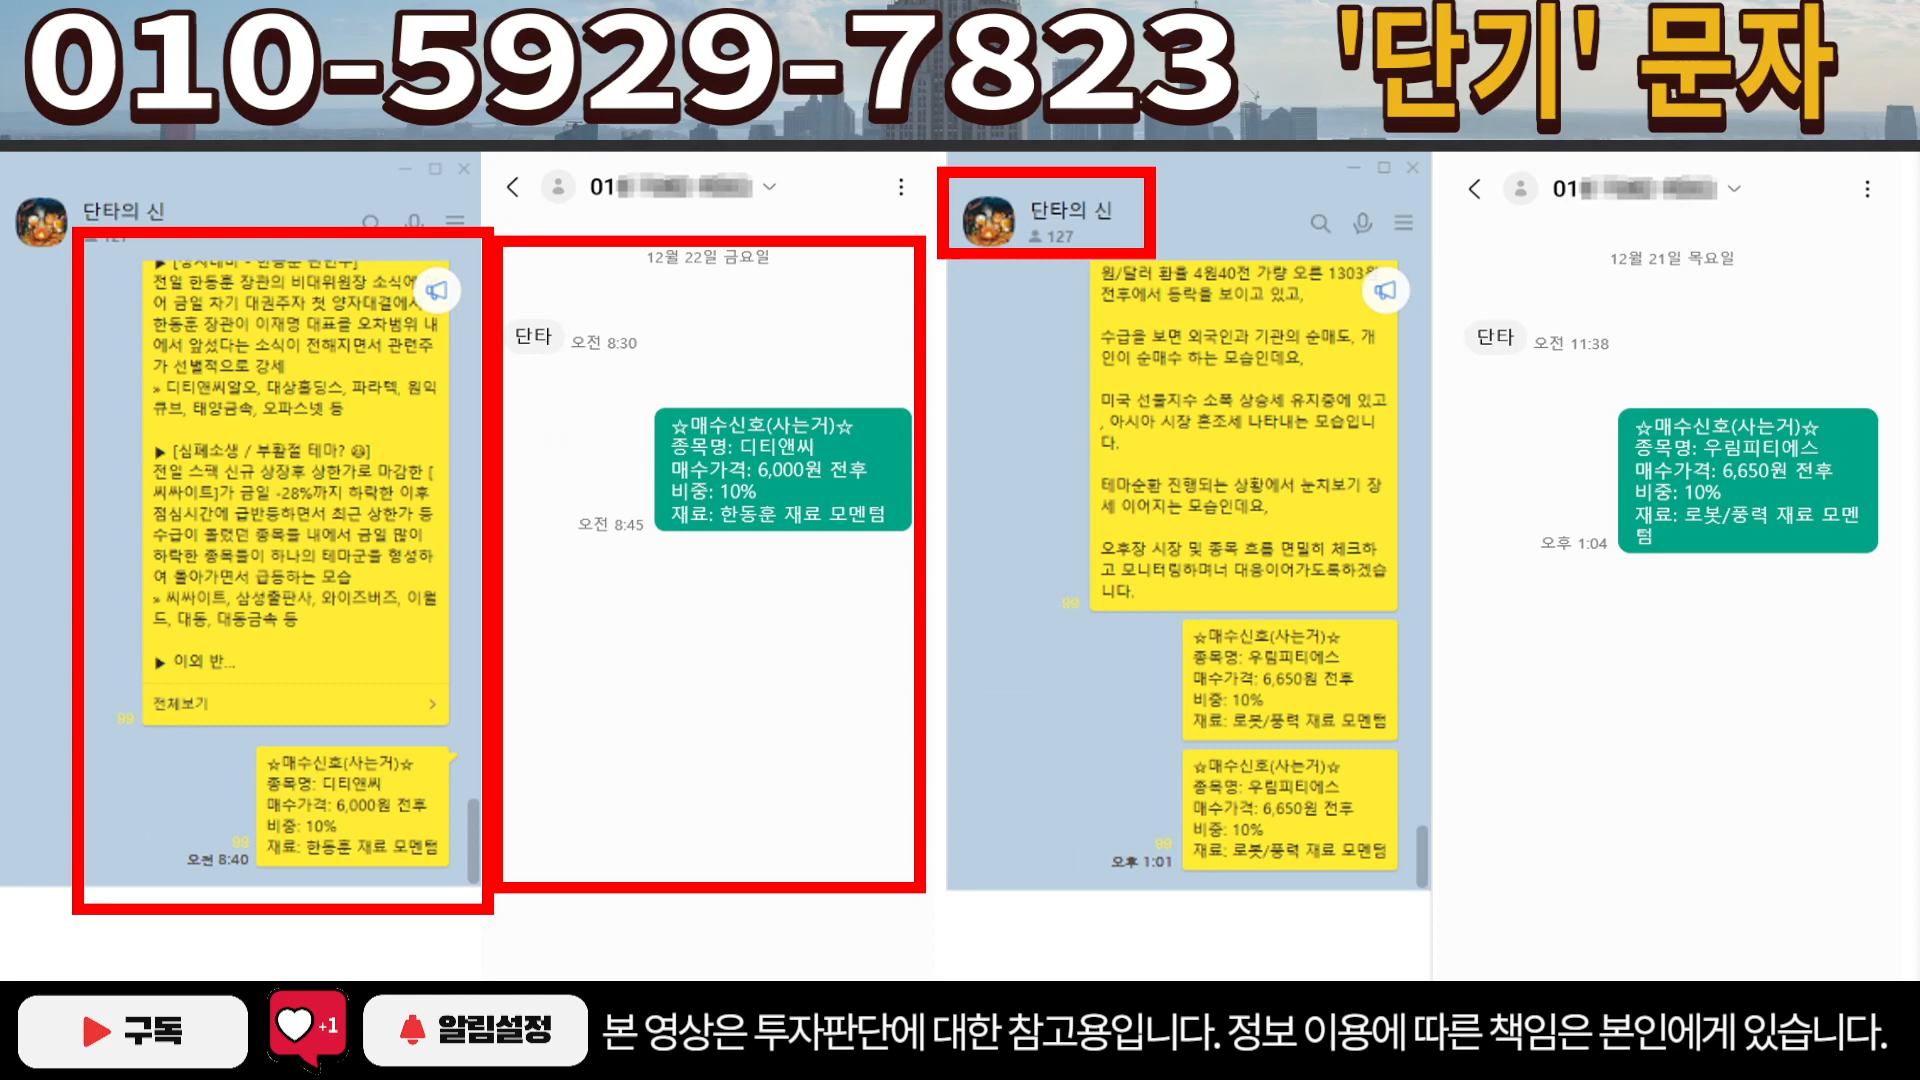 010-5929-7823 '단기' 문자
단타의 신
127
전일 한동훈 장관의 비대위원장 소식에
어 금일 차기 대권주자 첫 양자대결에서
한동훈 장관이 이재명 대표를 오차범위 내
에서 앞섰다는 소식이 전해지면서 관련주
가 선별적으로 강세
» 디티앤씨알오, 대상홀딩스, 파라텍, 원익
큐브, 태양금속, 오파스넷 등
▶ [심폐소생 / 부활절 테마? 😂]
전일 스팩 신규 상장후 상한가로 마감한 [
씨싸이트]가 금일 -28%까지 하락한 이후
점심시간에 급반등하면서 최근 상한가 등
수급이 몰렸던 종목들 내에서 금일 많이
하락한 종목들이 하나의 테마군을 형성하
여 돌아가면서 급등하는 모습
» 씨싸이트, 삼성출판사, 와이즈버즈, 이월
드, 대동, 대동금속 등
▶ 이외 반...
전체보기
99
☆매수신호(사는거)☆
종목명: 디티앤씨
매수가격: 6,000원 전후
비중: 10%
재료: 한동훈 재료 모멘텀
99
오전 8:40
01
12월 22일 금요일
단타
오전 8:30
☆매수신호(사는거)☆
종목명: 디티앤씨
매수가격: 6,000원 전후
비중: 10%
재료: 한동훈 재료 모멘텀
오전 8:45
단타의 신
127
원/달러 환율 4원40전 가량 오른 1303원
전후에서 등락을 보이고 있고,
수급을 보면 외국인과 기관의 순매도, 개
인이 순매수 하는 모습인데요,
미국 선물지수 소폭 상승세 유지중에 있고
, 아시아 시장 혼조세 나타내는 모습입니
다.
테마순환 진행되는 상황에서 눈치보기 장
세 이어지는 모습인데요,
오후장 시장 및 종목 흐름 면밀히 체크하
고 모니터링하며너 대응이어가도록하겠습
니다.
99
☆매수신호(사는거)☆
종목명: 우림피티에스
매수가격: 6,650원 전후
비중: 10%
재료: 로봇/풍력 재료 모멘텀
☆매수신호(사는거)☆
종목명: 우림피티에스
매수가격: 6,650원 전후
비중: 10%
재료: 로봇/풍력 재료 모멘텀
99
오후 1:01
01
12월 21일 목요일
단타
오전 11:38
☆매수신호(사는거)☆
종목명: 우림피티에스
매수가격: 6,650원 전후
비중: 10%
재료: 로봇/풍력 재료 모멘
텀
오후 1:04
구독
+1
알림설정
본 영상은 투자판단에 대한 참고용입니다. 정보 이용에 따른 책임은 본인에게 있습니다.